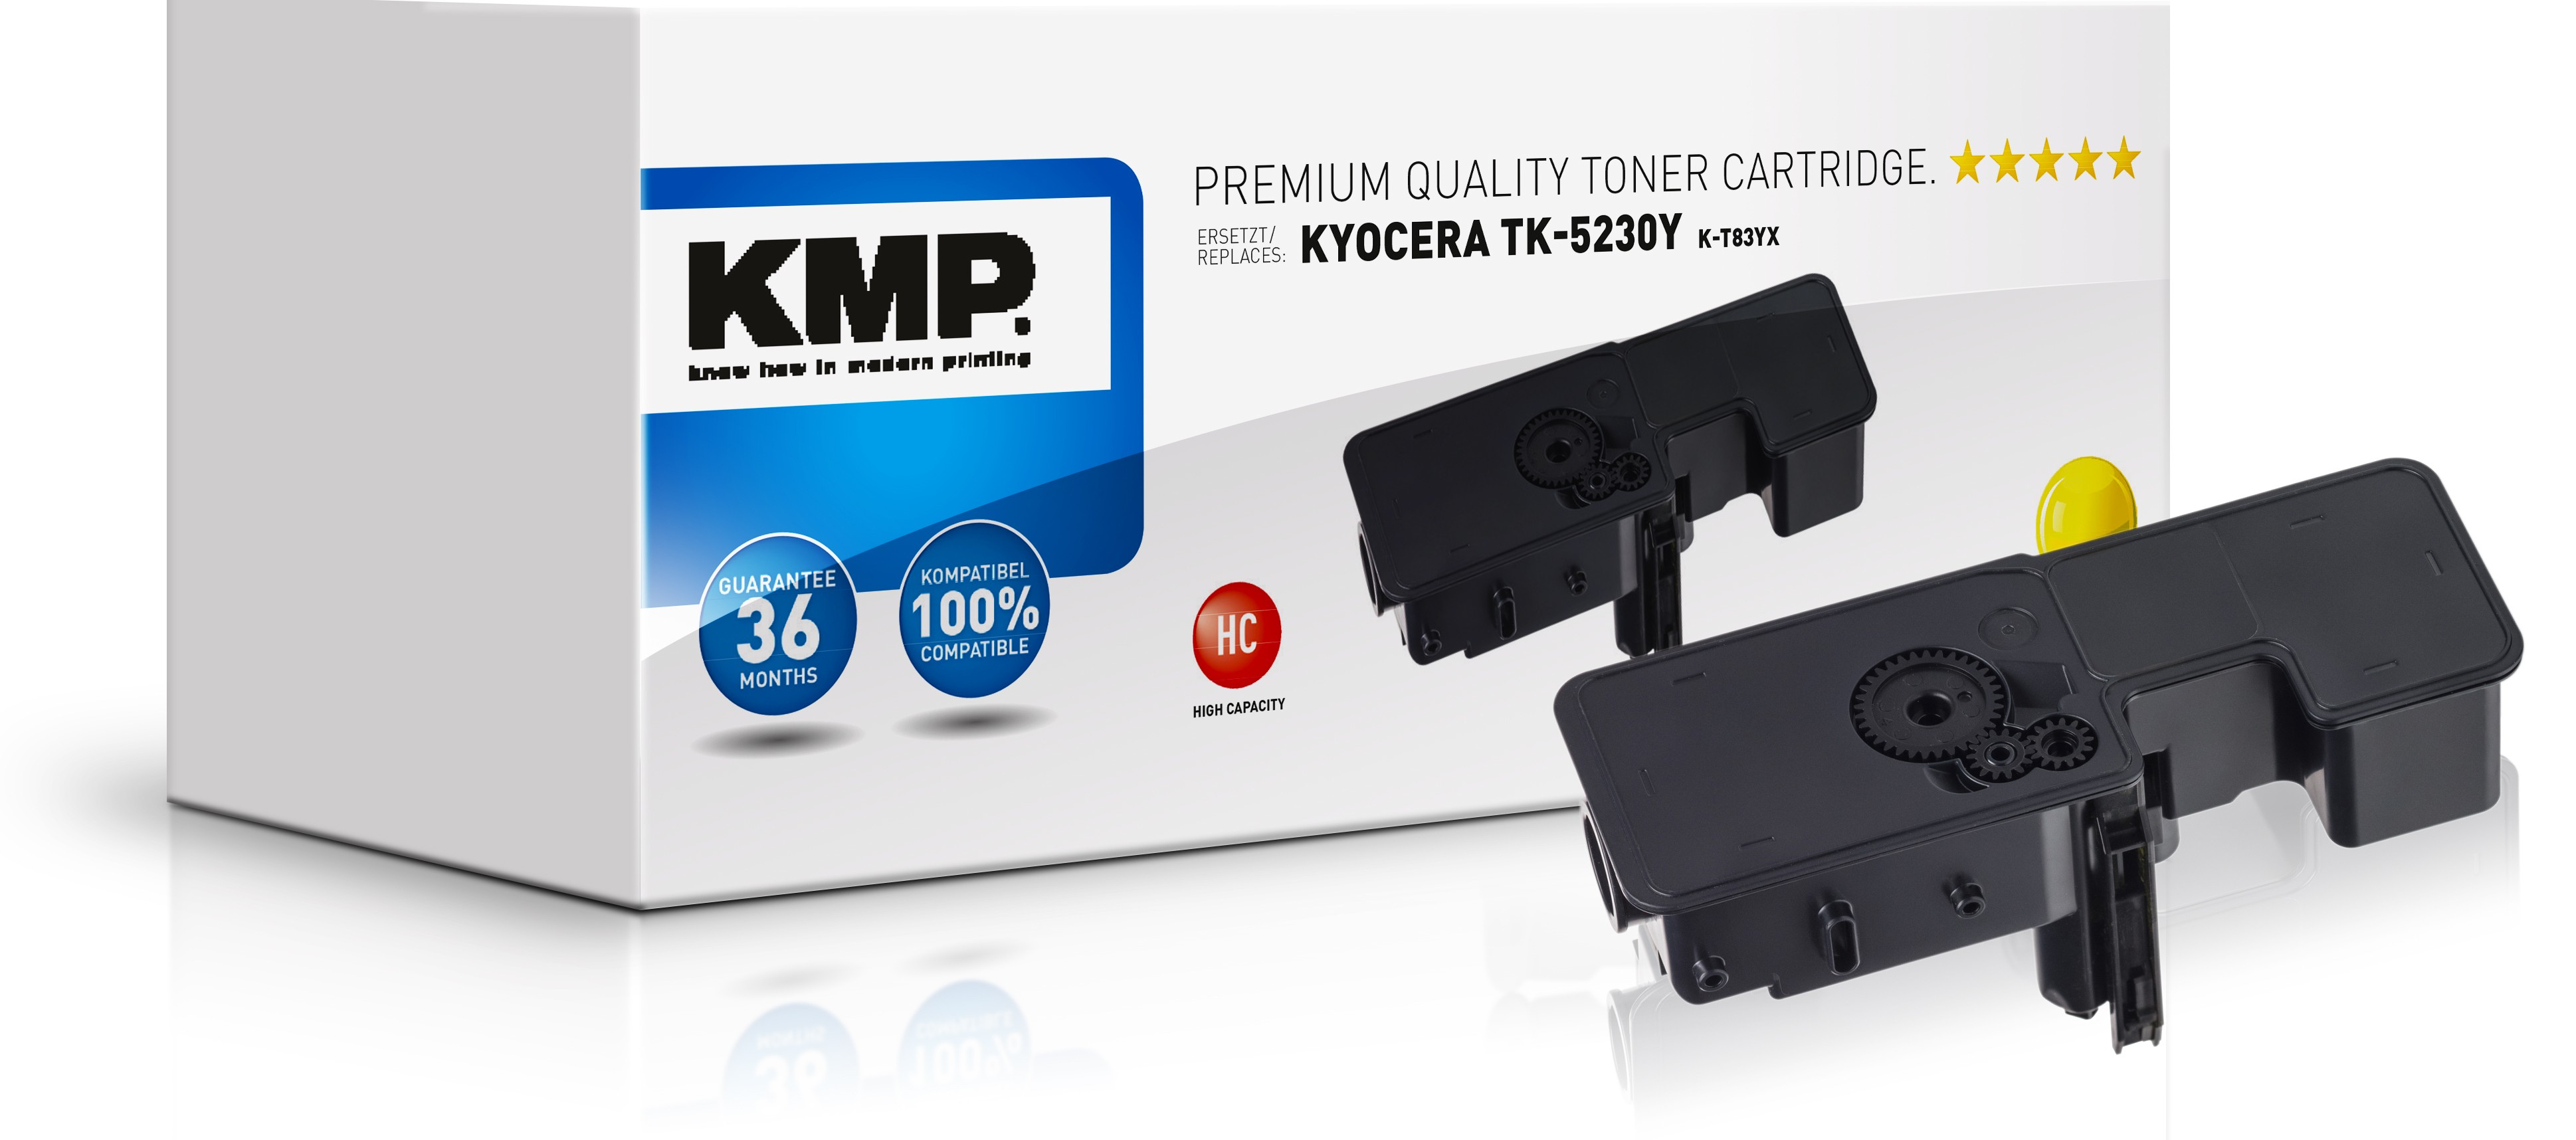 PREMIUM QUALITY TONER CARTRIDGE.
ERSETZT/
REPLACES:
KYOCERA TK-5230Y K-T83YX
KMP.
know how in modern printing
GUARANTEE
36
MONTHS
KOMPATIBEL
100%
COMPATIBLE
HC
HIGH CAPACITY